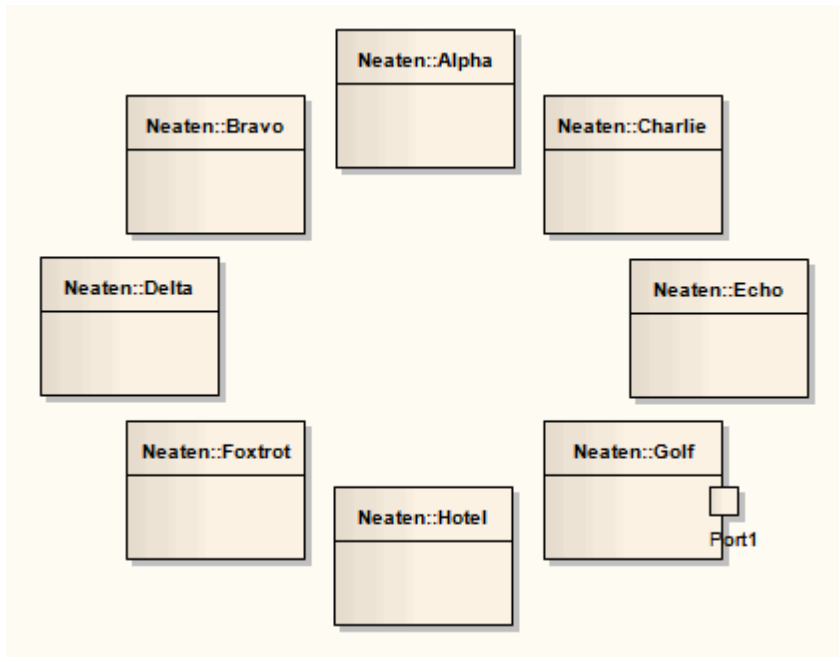 Neaten::Alpha
Neaten::Bravo
Neaten::Charlie
Neaten::Delta
Neaten::Echo
Neaten::Foxtrot
Neaten::Golf
Neaten::Hotel
Port1